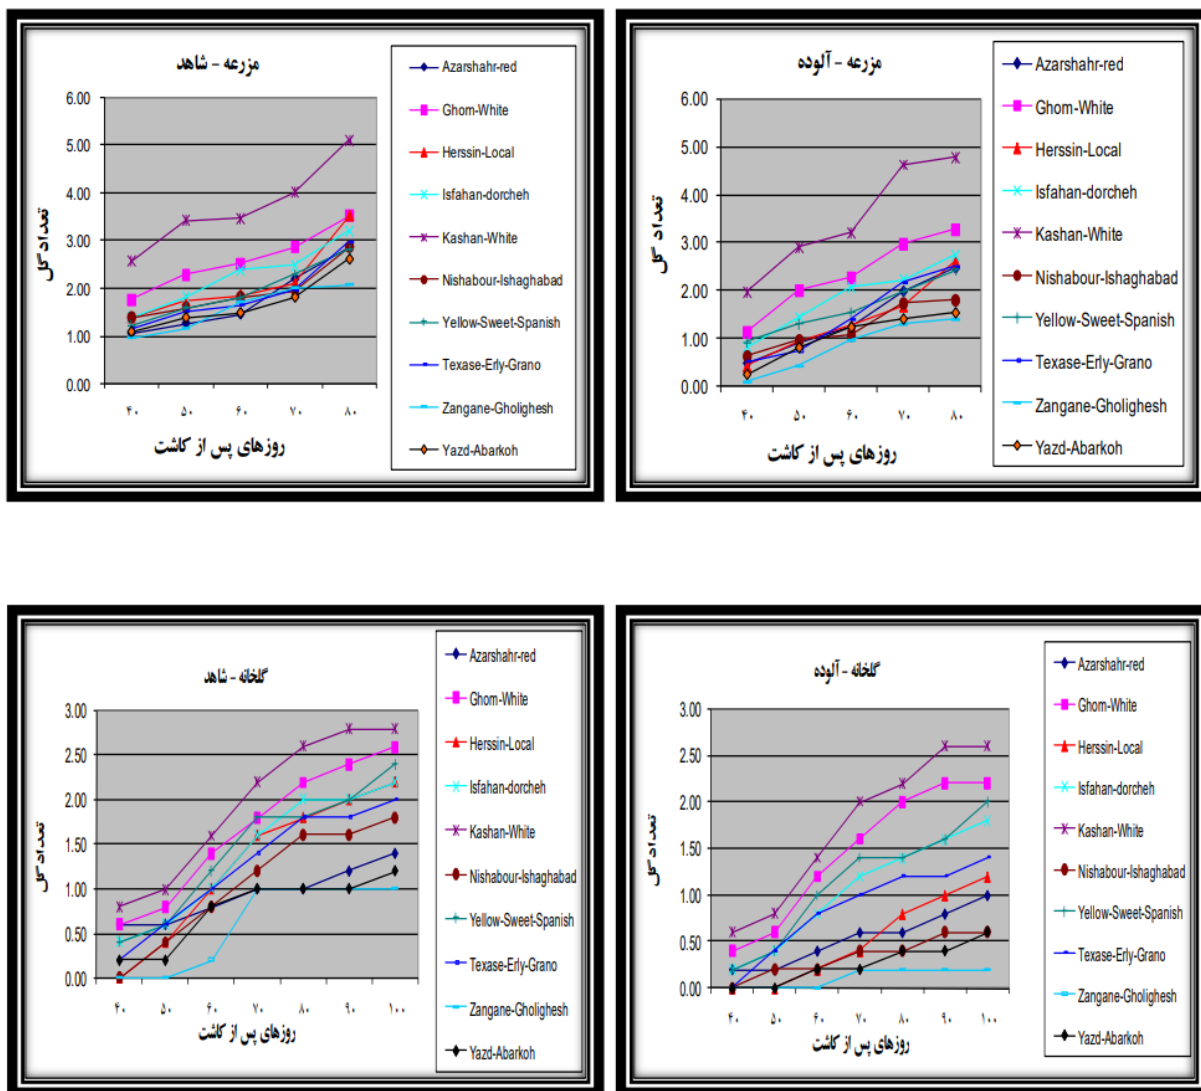 مزرعه - شاهد
تعداد گل
6.00
5.00
4.00
3.00
2.00
1.00
0.00
۴۰ ۵۰ ۶۰ ۷۰ ۸۰
روزهای پس از کاشت
Azarshahr-red
Ghom-White
Herssin-Local
Isfahan-dorcheh
Kashan-White
Nishabour-Ishaghabad
Yellow-Sweet-Spanish
Texase-Erly-Grano
Zangane-Gholighesh
Yazd-Abarkoh
مزرعه - آلوده
تعداد گل
6.00
5.00
4.00
3.00
2.00
1.00
0.00
۴۰ ۵۰ ۶۰ ۷۰ ۸۰
روزهای پس از کاشت
Azarshahr-red
Ghom-White
Herssin-Local
Isfahan-dorcheh
Kashan-White
Nishabour-Ishaghabad
Yellow-Sweet-Spanish
Texase-Erly-Grano
Zangane-Gholighesh
Yazd-Abarkoh
گلخانه - شاهد
تعداد گل
3.00
2.50
2.00
1.50
1.00
0.50
0.00
۴۰ ۵۰ ۶۰ ۷۰ ۸۰ ۹۰ ۱۰۰
روزهای پس از کاشت
Azarshahr-red
Ghom-White
Herssin-Local
Isfahan-dorcheh
Kashan-White
Nishabour-Ishaghabad
Yellow-Sweet-Spanish
Texase-Erly-Grano
Zangane-Gholighesh
Yazd-Abarkoh
گلخانه - آلوده
تعداد گل
3.00
2.50
2.00
1.50
1.00
0.50
0.00
۴۰ ۵۰ ۶۰ ۷۰ ۸۰ ۹۰ ۱۰۰
روزهای پس از کاشت
Azarshahr-red
Ghom-White
Herssin-Local
Isfahan-dorcheh
Kashan-White
Nishabour-Ishaghabad
Yellow-Sweet-Spanish
Texase-Erly-Grano
Zangane-Gholighesh
Yazd-Abarkoh